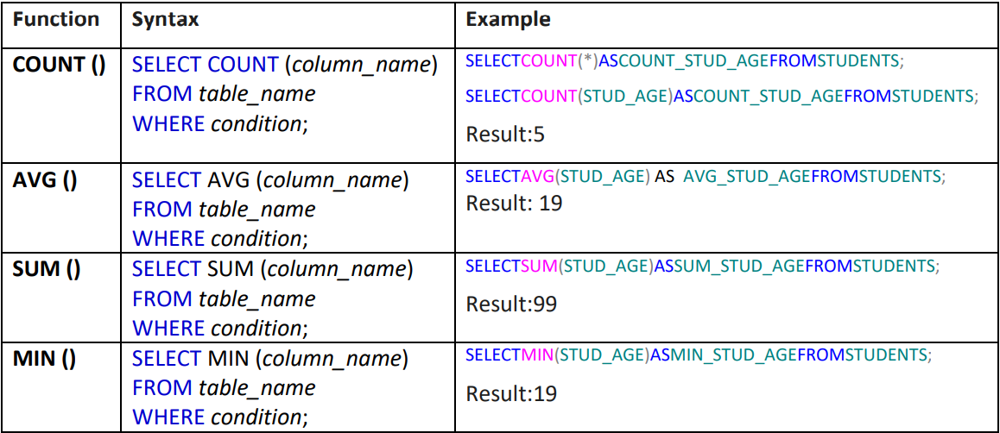 Function Syntax Example
COUNT () SELECT COUNT (column_name)
FROM table_name
WHERE condition;
SELECTCOUNT(*)ASCOUNT_STUD_AGEFROMSTUDENTS;
SELECTCOUNT(STUD_AGE)ASCOUNT_STUD_AGEFROMSTUDENTS;
Result:5
AVG () SELECT AVG (column_name)
FROM table_name
WHERE condition;
SELECTAVG(STUD_AGE) AS AVG_STUD_AGEFROMSTUDENTS;
Result: 19
SUM () SELECT SUM (column_name)
FROM table_name
WHERE condition;
SELECTSUM(STUD_AGE)ASSUM_STUD_AGEFROMSTUDENTS;
Result:99
MIN () SELECT MIN (column_name)
FROM table_name
WHERE condition;
SELECTMIN(STUD_AGE)ASMIN_STUD_AGEFROMSTUDENTS;
Result:19